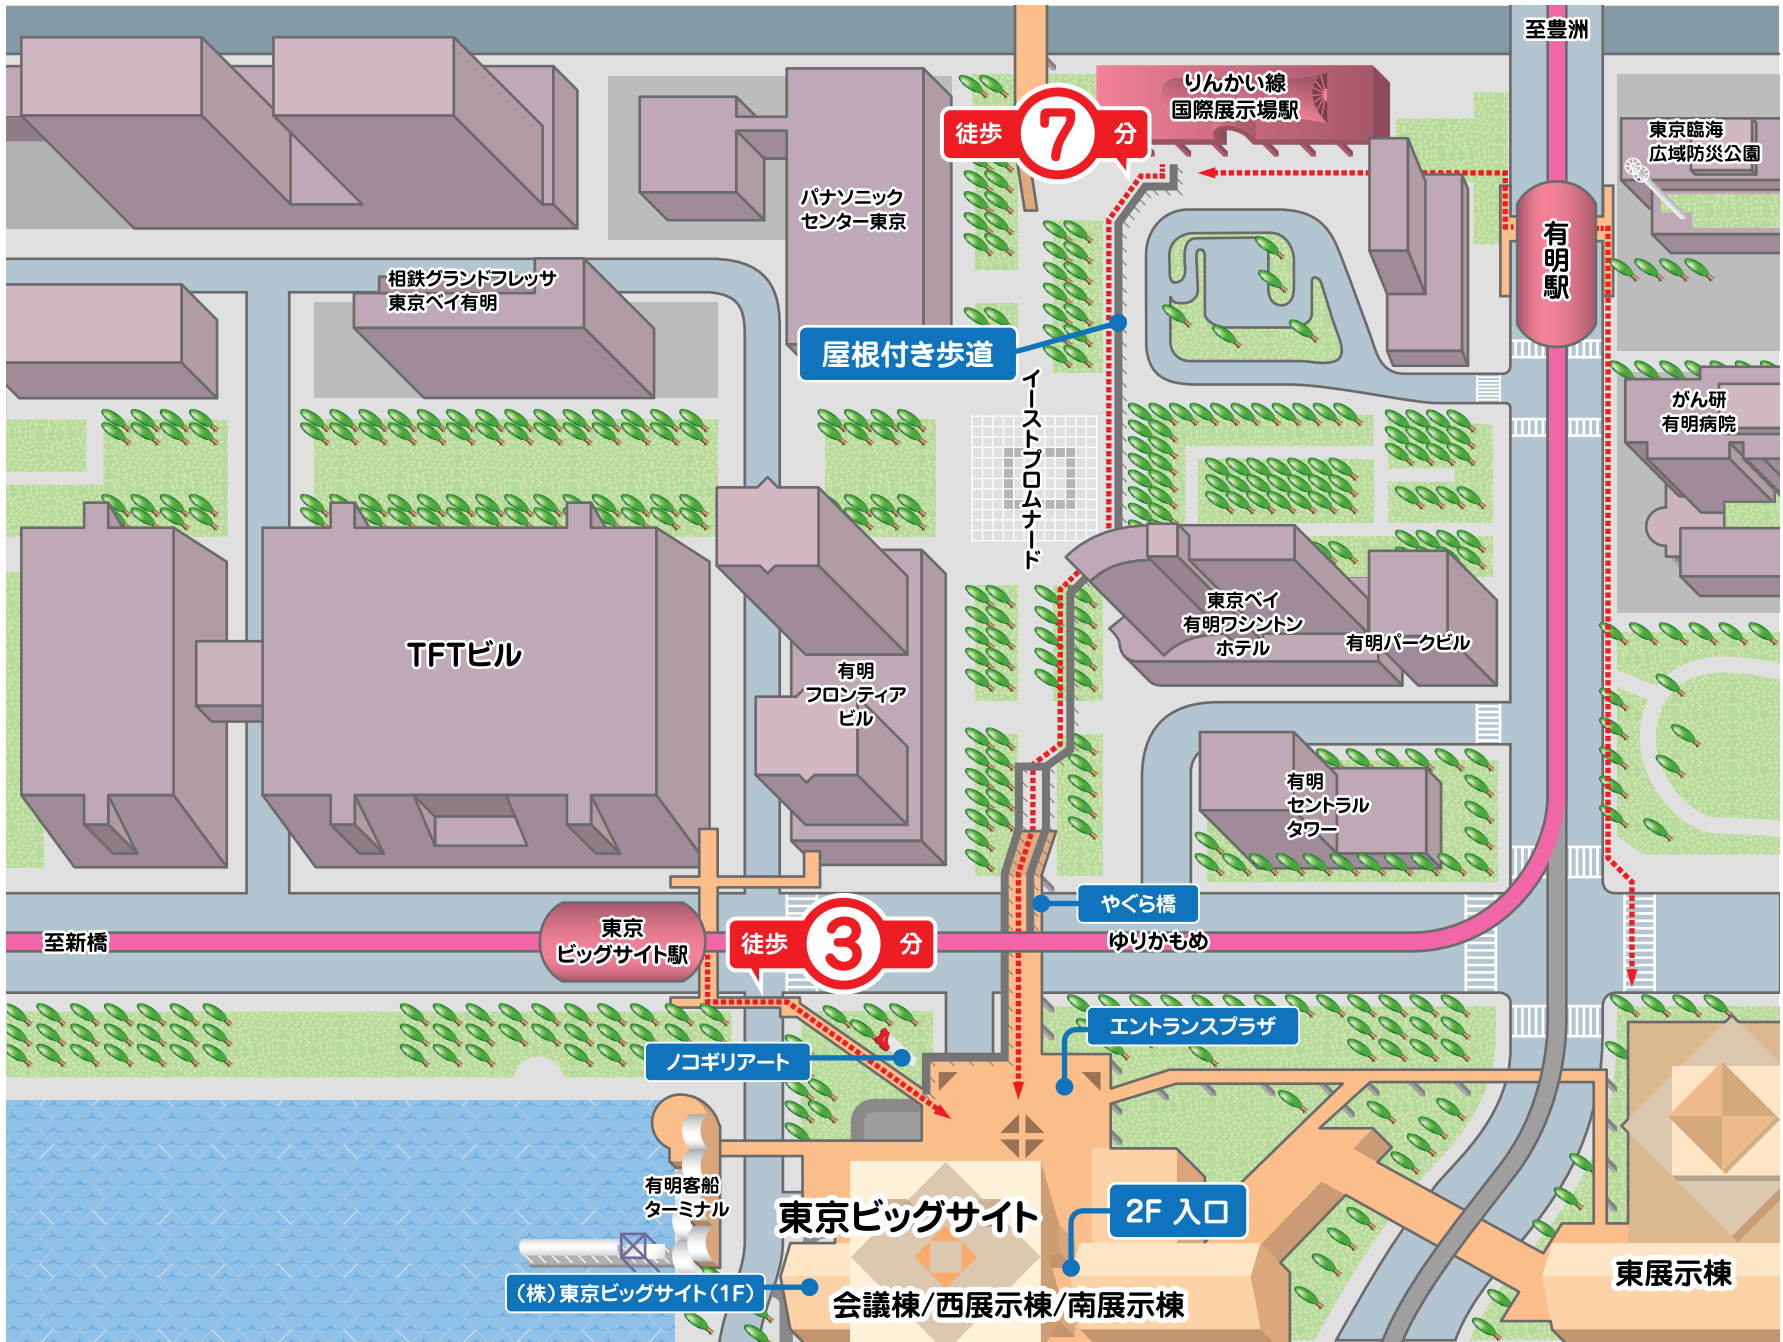 至豊洲
りんかい線
国際展示場駅
徒歩 7 分
東京臨海
広域防災公園
パナソニック
センター東京
有明駅
相鉄グランドフレッサ
東京ベイ有明
屋根付き歩道
イーストプロムナード
がん研
有明病院
東京ベイ
有明ワシントン
ホテル
有明パークビル
TFTビル
有明
フロンティア
ビル
有明
セントラル
タワー
やぐら橋
至新橋
東京
ビッグサイト駅
徒歩 3 分
ゆりかもめ
エントランスプラザ
ノコギリアート
有明客船
ターミナル
東京ビッグサイト
2F 入口
東展示棟
（株）東京ビッグサイト（1F）
会議棟/西展示棟/南展示棟